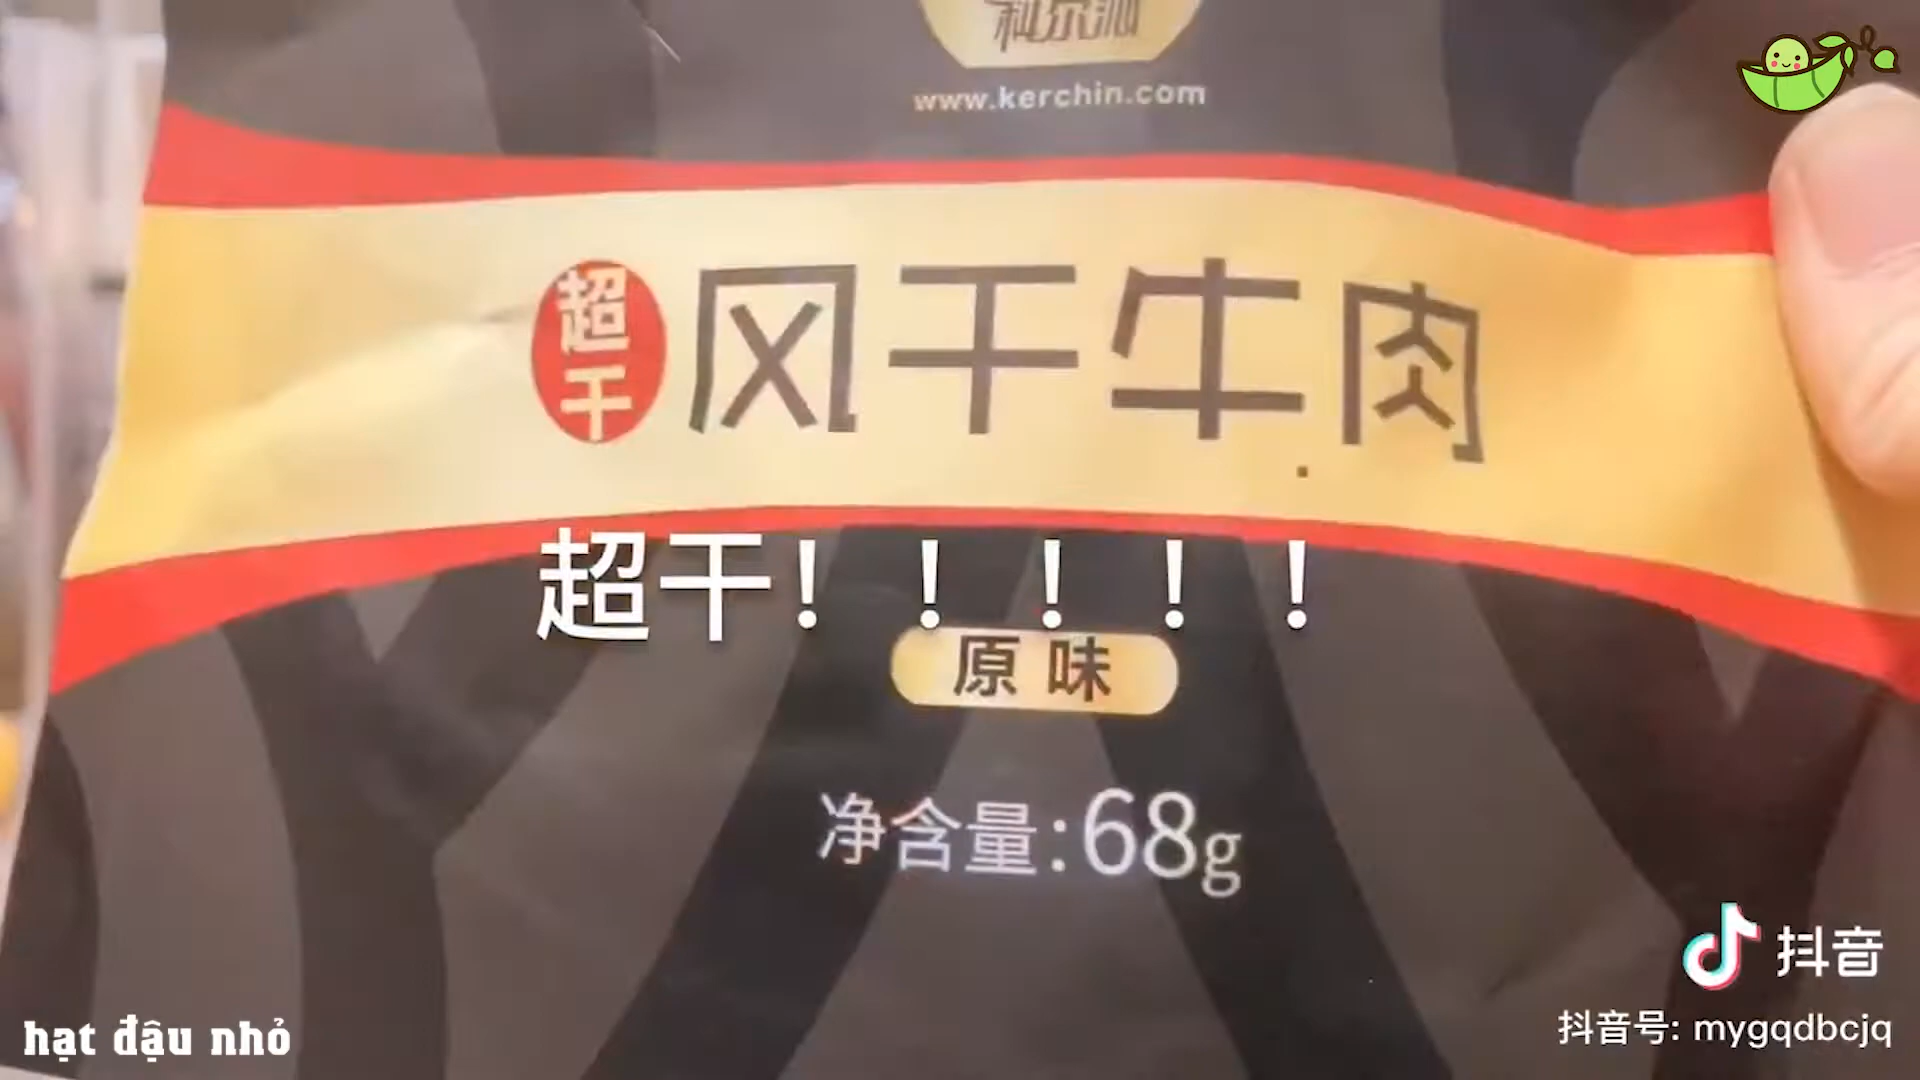 www.kerchin.com
超干
风干牛肉
超干！！！！！
原味
净含量:68g
抖音
抖音号: mygqdbcjq
hạt đậu nhỏ